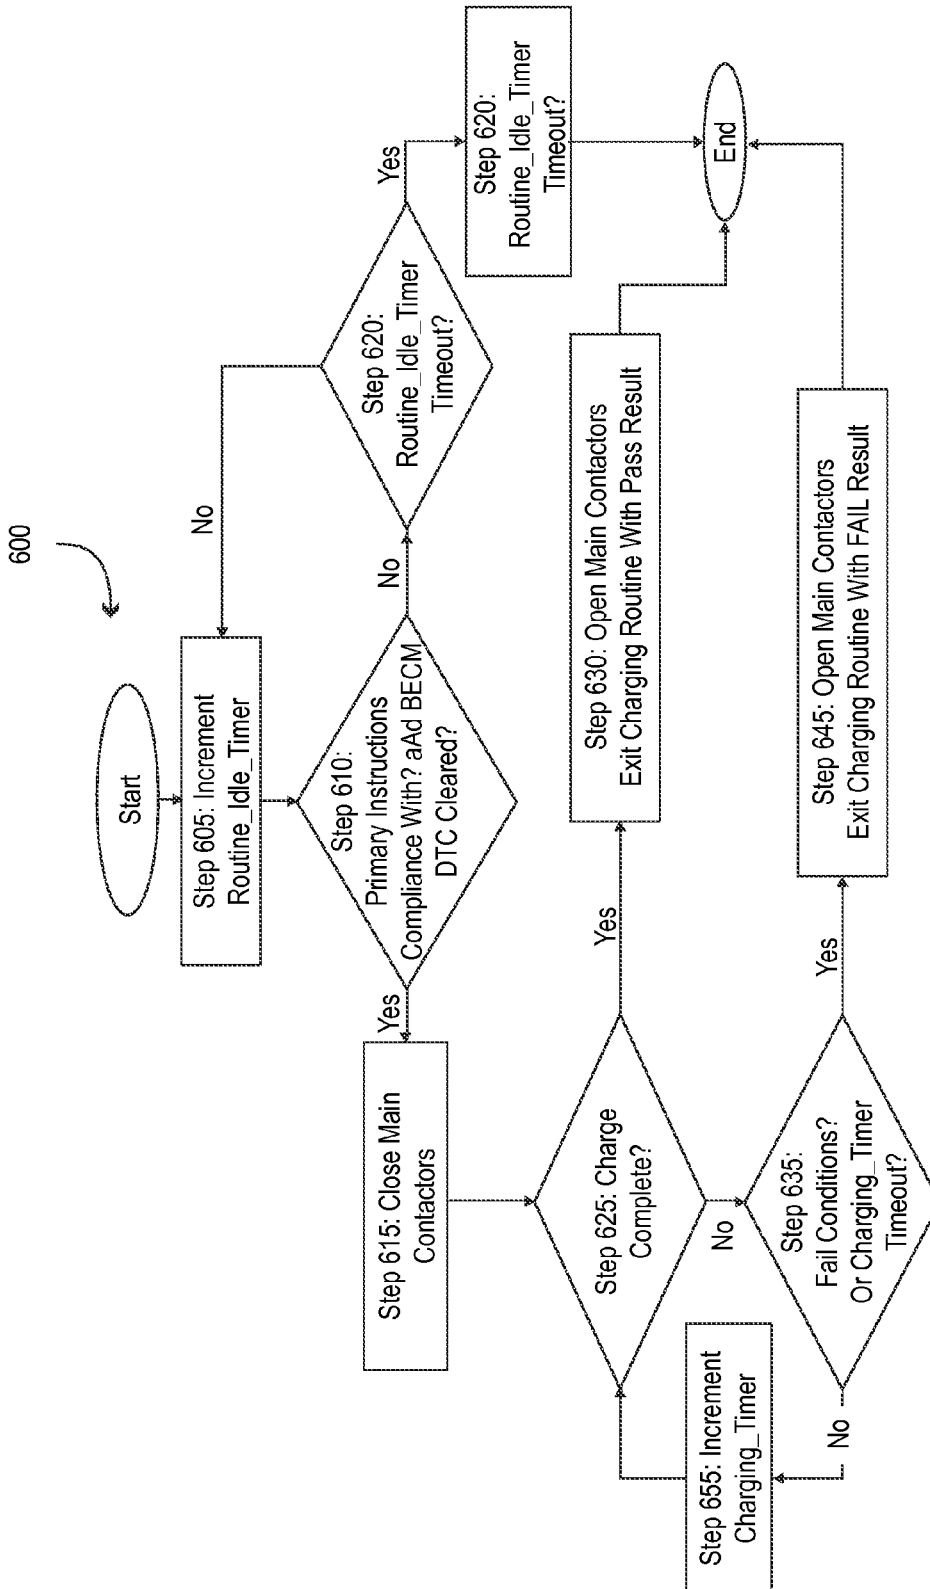 600
Start
Step 605: Increment
Routine_Idle_Timer
Step 610:
Primary Instructions
Compliance With? aAd BECM
DTC Cleared?
No
Yes
Step 620:
Routine_Idle_Timer
Timeout?
No
Yes
Step 620:
Routine_Idle_Timer
Timeout?
Step 615: Close Main
Contactors
Step 625: Charge
Complete?
Yes
No
Step 630: Open Main Contactors
Exit Charging Routine With Pass Result
Step 635:
Fail Conditions?
Or Charging_Timer
Timeout?
Yes
No
Step 645: Open Main Contactors
Exit Charging Routine With FAIL Result
Step 655: Increment
Charging_Timer
End